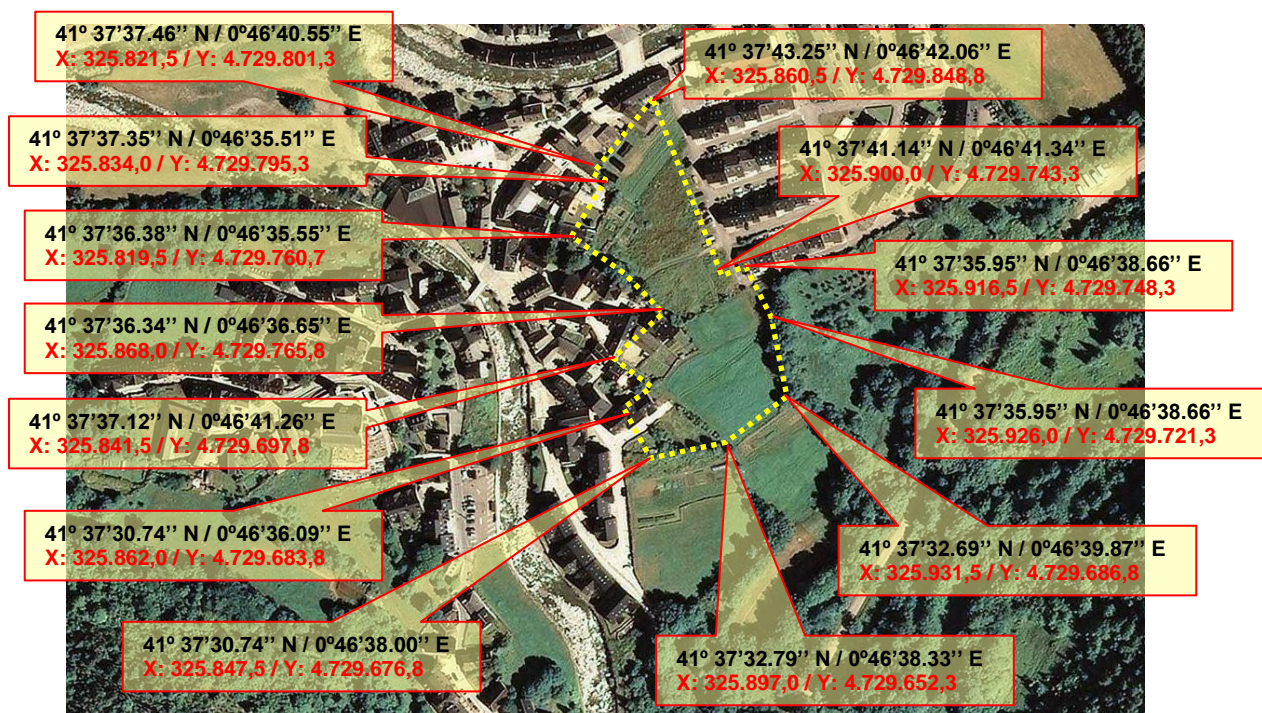 41º 37'37.46'' N / 0º46'40.55'' E
X: 325.821,5 / Y: 4.729.801,3
41º 37'43.25'' N / 0º46'42.06'' E
X: 325.860,5 / Y: 4.729.848,8
41º 37'37.35'' N / 0º46'35.51'' E
X: 325.834,0 / Y: 4.729.795,3
41º 37'41.14'' N / 0º46'41.34'' E
X: 325.900,0 / Y: 4.729.743,3
41º 37'36.38'' N / 0º46'35.55'' E
X: 325.819,5 / Y: 4.729.760,7
41º 37'35.95'' N / 0º46'38.66'' E
X: 325.916,5 / Y: 4.729.748,3
41º 37'36.34'' N / 0º46'36.65'' E
X: 325.868,0 / Y: 4.729.765,8
41º 37'37.12'' N / 0º46'41.26'' E
X: 325.841,5 / Y: 4.729.697,8
41º 37'35.95'' N / 0º46'38.66'' E
X: 325.926,0 / Y: 4.729.721,3
41º 37'30.74'' N / 0º46'36.09'' E
X: 325.862,0 / Y: 4.729.683,8
41º 37'32.69'' N / 0º46'39.87'' E
X: 325.931,5 / Y: 4.729.686,8
41º 37'30.74'' N / 0º46'38.00'' E
X: 325.847,5 / Y: 4.729.676,8
41º 37'32.79'' N / 0º46'38.33'' E
X: 325.897,0 / Y: 4.729.652,3